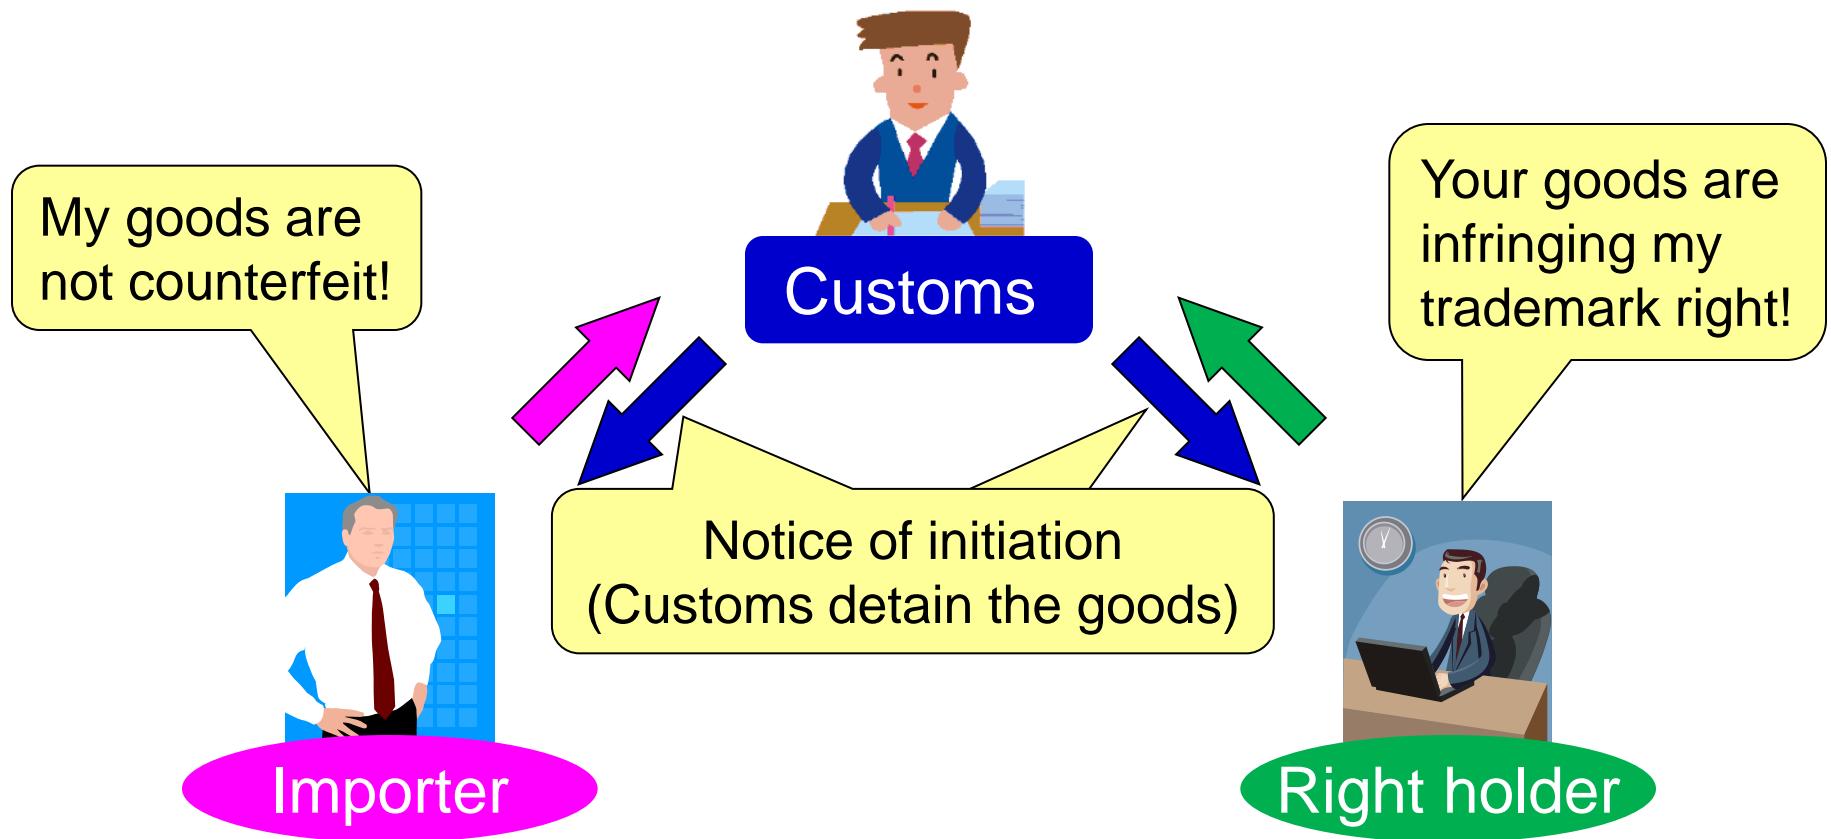 My goods are
not counterfeit!
Customs
Your goods are
infringing my
trademark right!
Notice of initiation
(Customs detain the goods)
Importer
Right holder